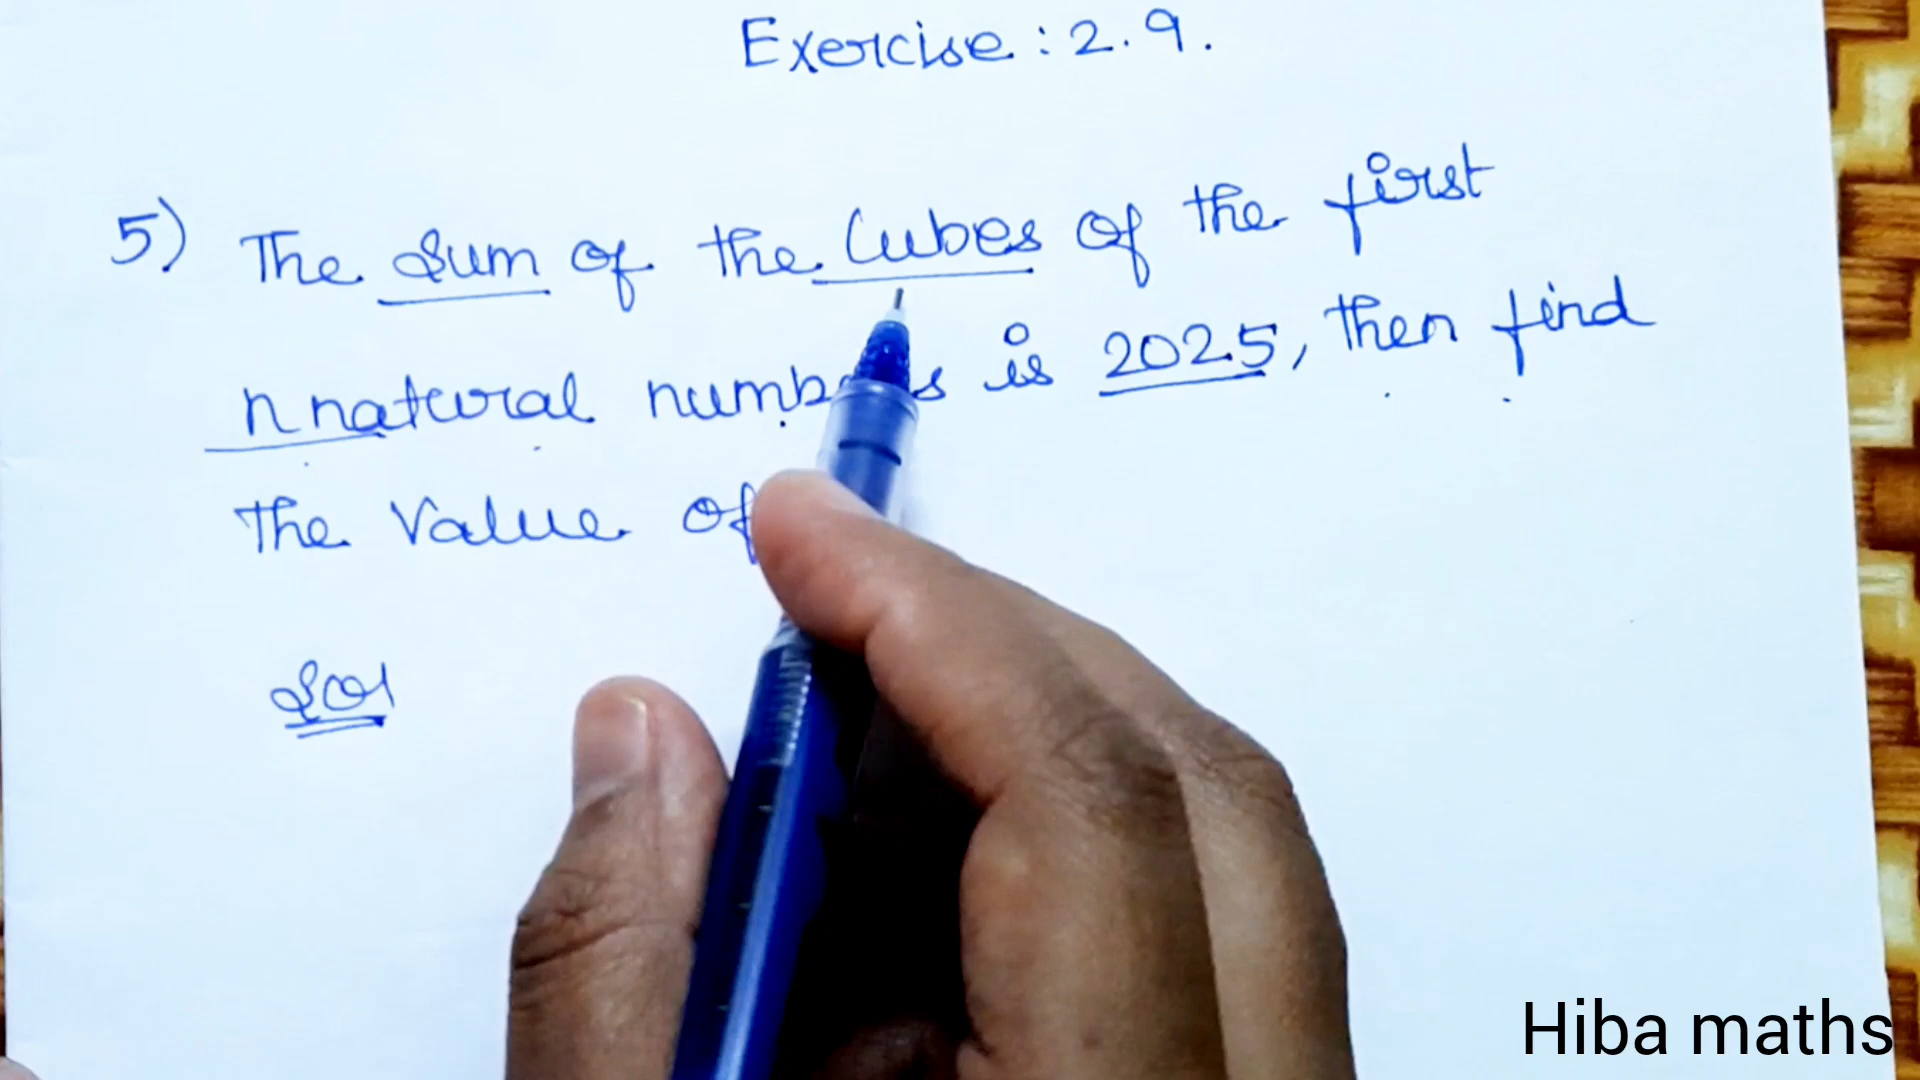 Exercise : 2.9.
5) The Sum of the Cubes of the first
n natural is 2025, then find
the Value of
Sol
Hiba maths